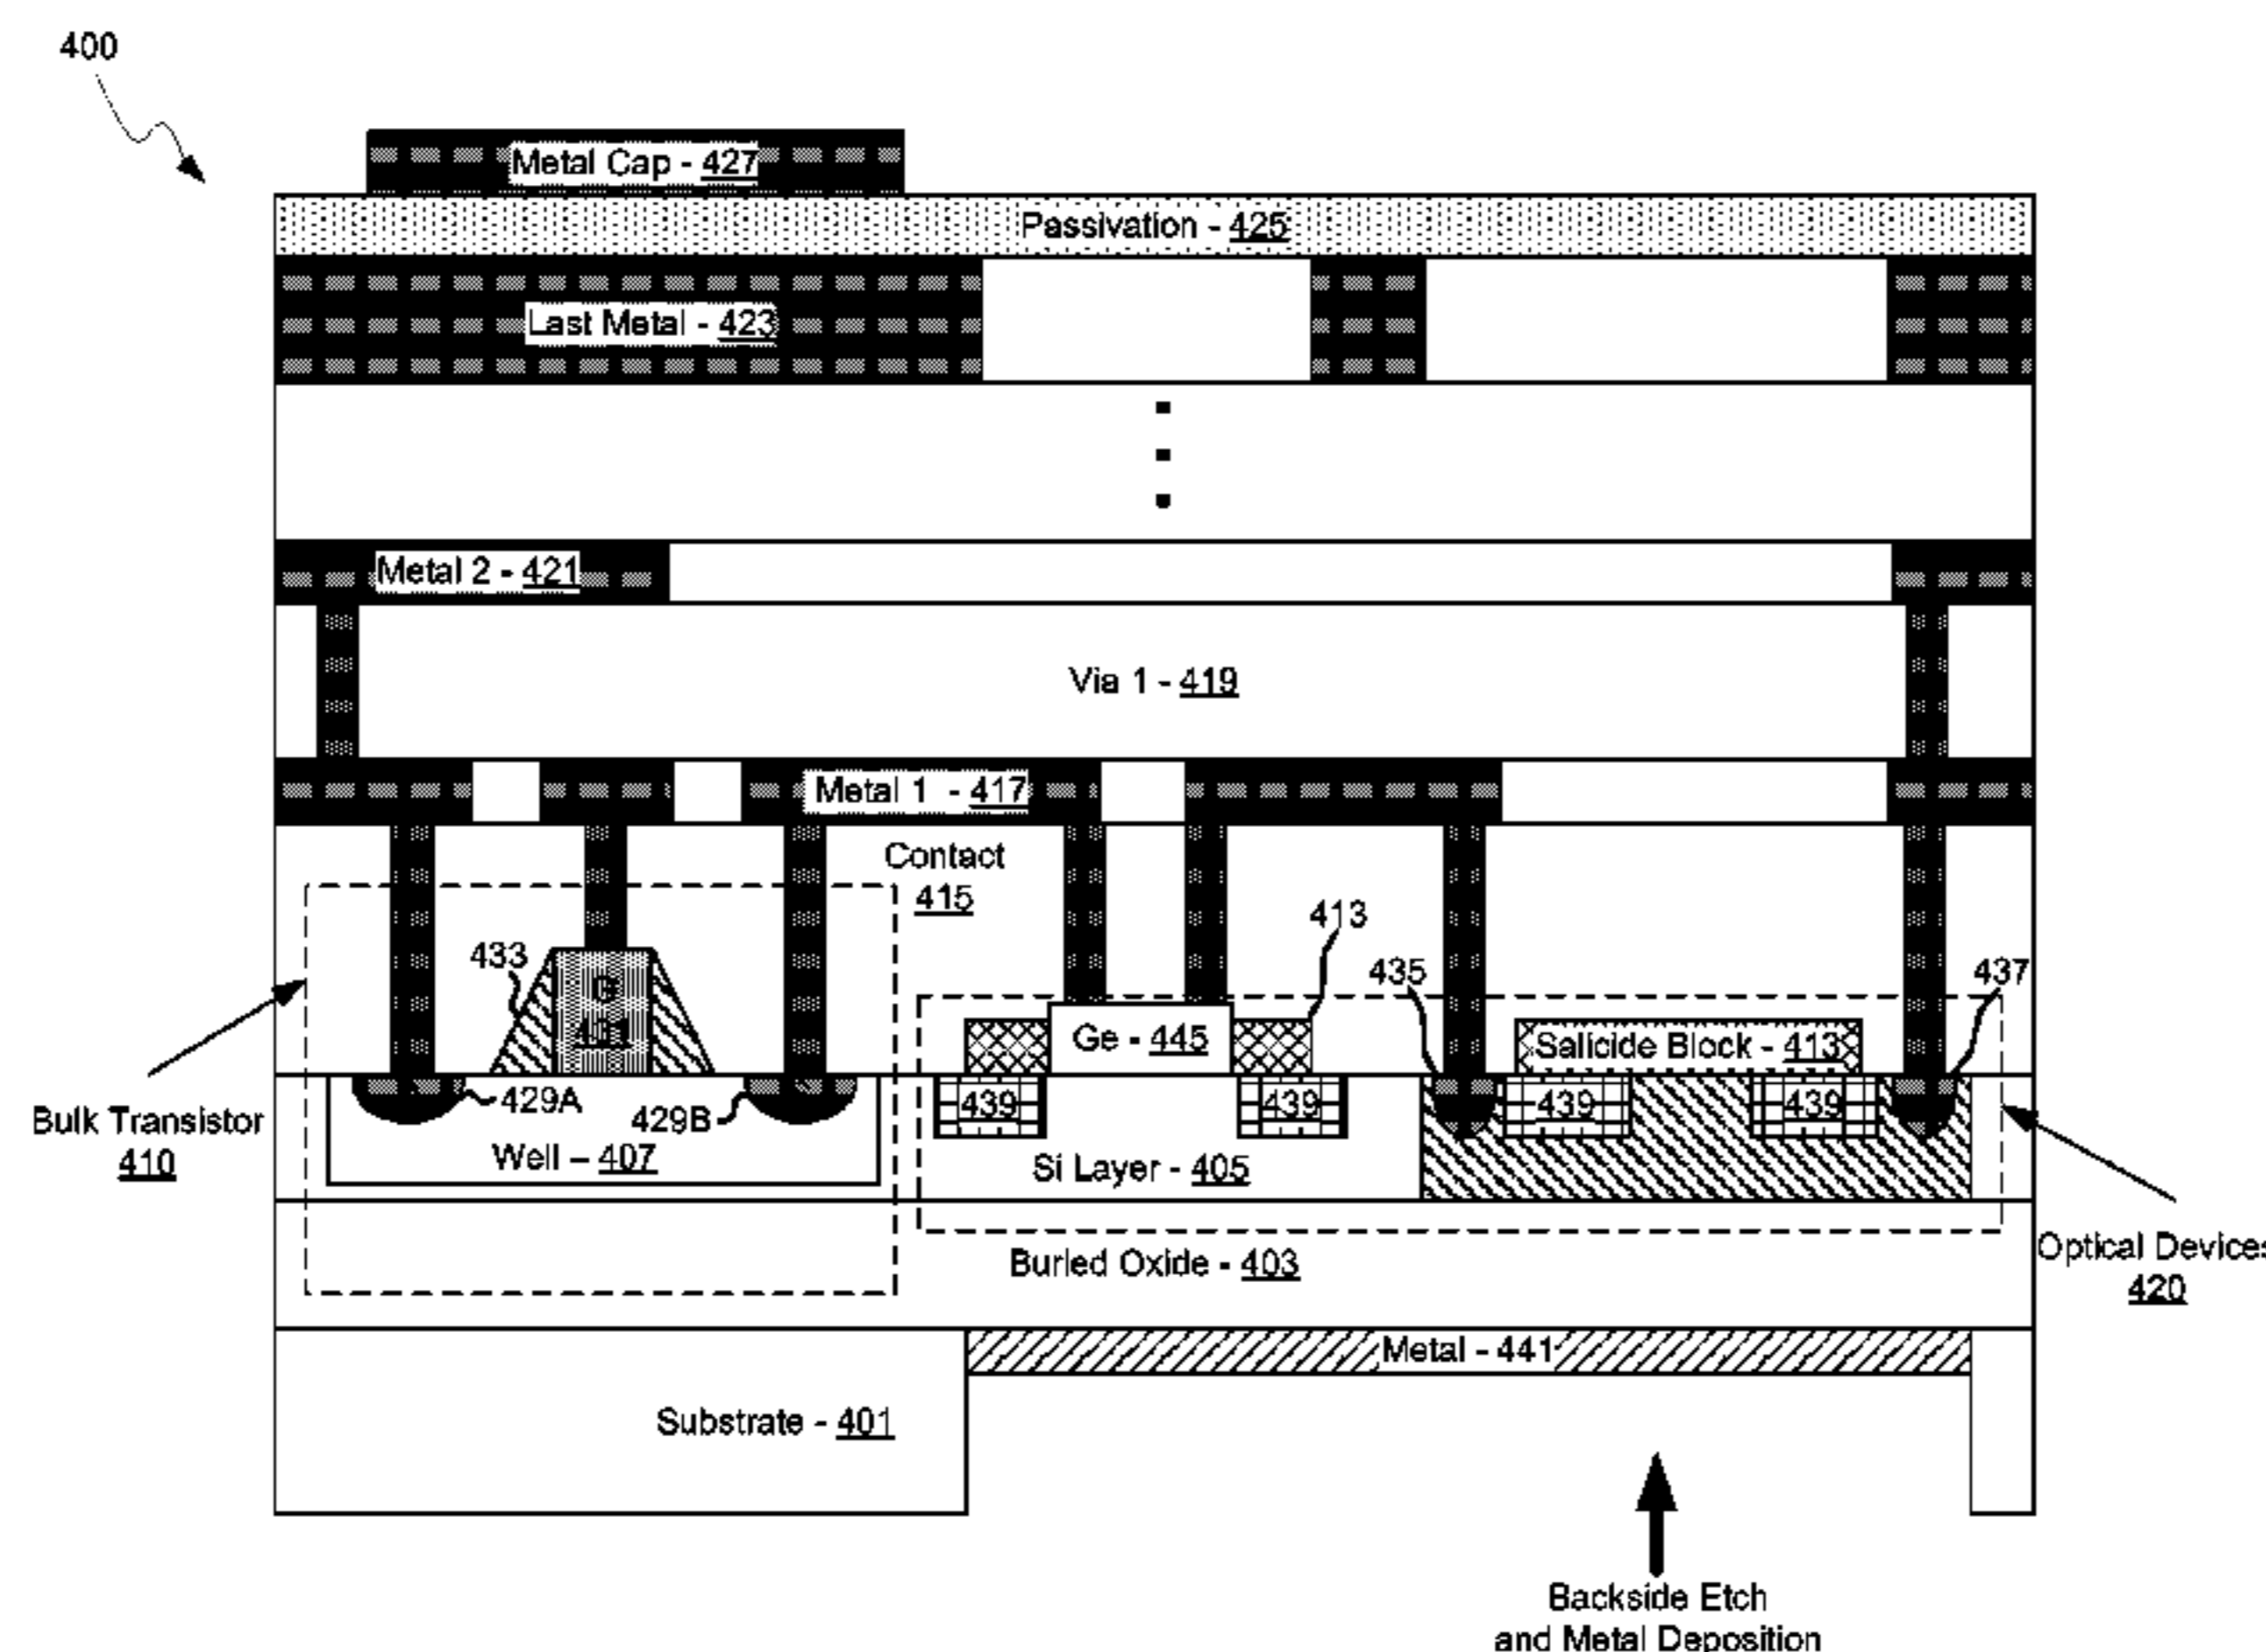 400
Metal Cap - 427
Passivation - 425
Last Metal - 423
Metal 2 - 421
Via 1 - 419
Metal 1 - 417
Contact
415
413
433
435
437
G
431
Ge - 445
Salicide Block - 413
429A
429B
439
439
439
439
Bulk Transistor
410
Well – 407
Si Layer - 405
Buried Oxide - 403
Optical Devices
420
Metal - 441
Substrate - 401
Backside Etch
and Metal Deposition